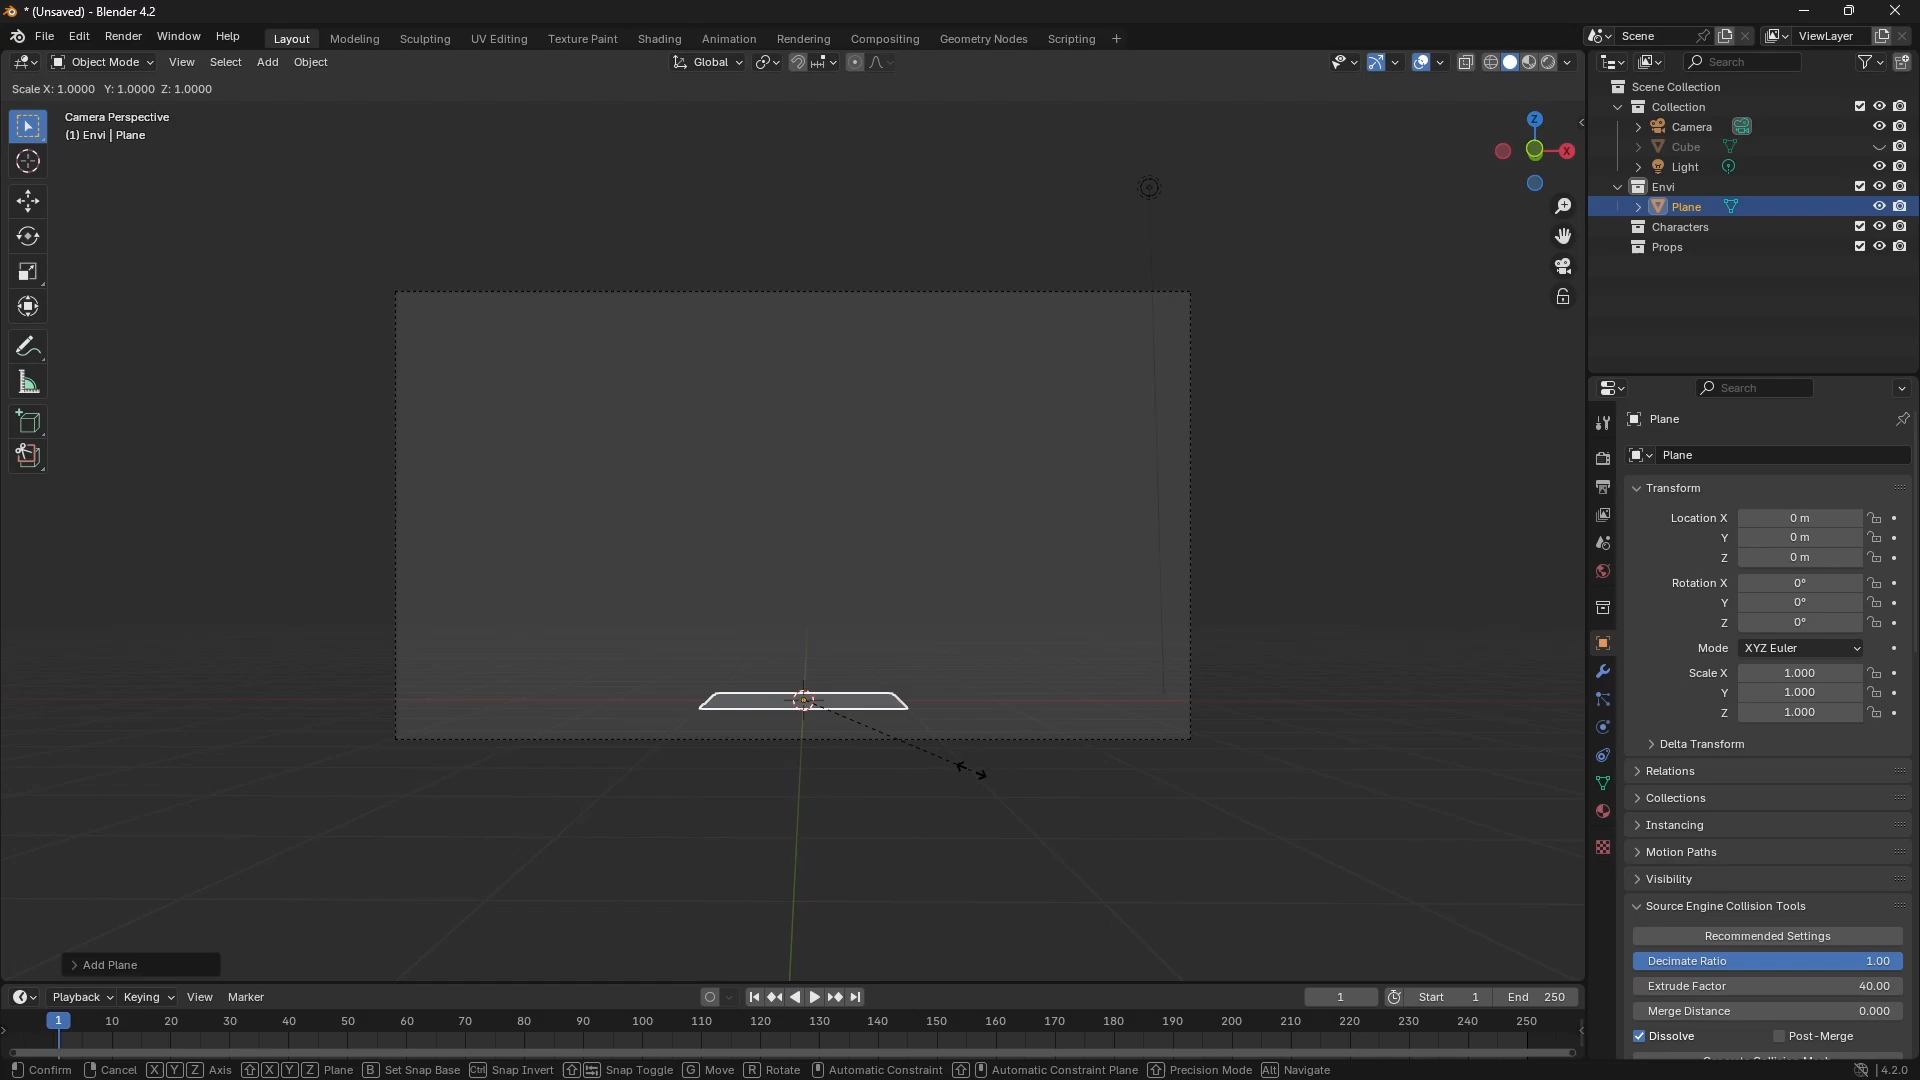 * (Unsaved) - Blender 4.2
File Edit Render Window Help
Layout Modeling Sculpting UV Editing Texture Paint Shading Animation Rendering Compositing Geometry Nodes Scripting +
Scene
ViewLayer
Object Mode View Select Add Object
Global
Search
Scale X: 1.0000 Y: 1.0000 Z: 1.0000
Camera Perspective
(1) Envi | Plane
Z
X
Scene Collection
Collection
Camera
Cube
Light
Envi
Plane
Characters
Props
Search
Plane
Plane
Transform
Location X 0 m
Y 0 m
Z 0 m
Rotation X 0°
Y 0°
Z 0°
Mode XYZ Euler
Scale X 1.000
Y 1.000
Z 1.000
Delta Transform
Relations
Collections
Instancing
Motion Paths
Visibility
Source Engine Collision Tools
Recommended Settings
Decimate Ratio 1.00
Extrude Factor 40.00
Merge Distance 0.000
Dissolve Post-Merge
Add Plane
Playback Keying View Marker
1 Start 1 End 250
1 10 20 30 40 50 60 70 80 90 100 110 120 130 140 150 160 170 180 190 200 210 220 230 240 250
Confirm Cancel X Y Z Axis X Y Z Plane B Set Snap Base Ctrl Snap Invert Snap Toggle G Move R Rotate Automatic Constraint Automatic Constraint Plane Precision Mode Alt Navigate
4.2.0